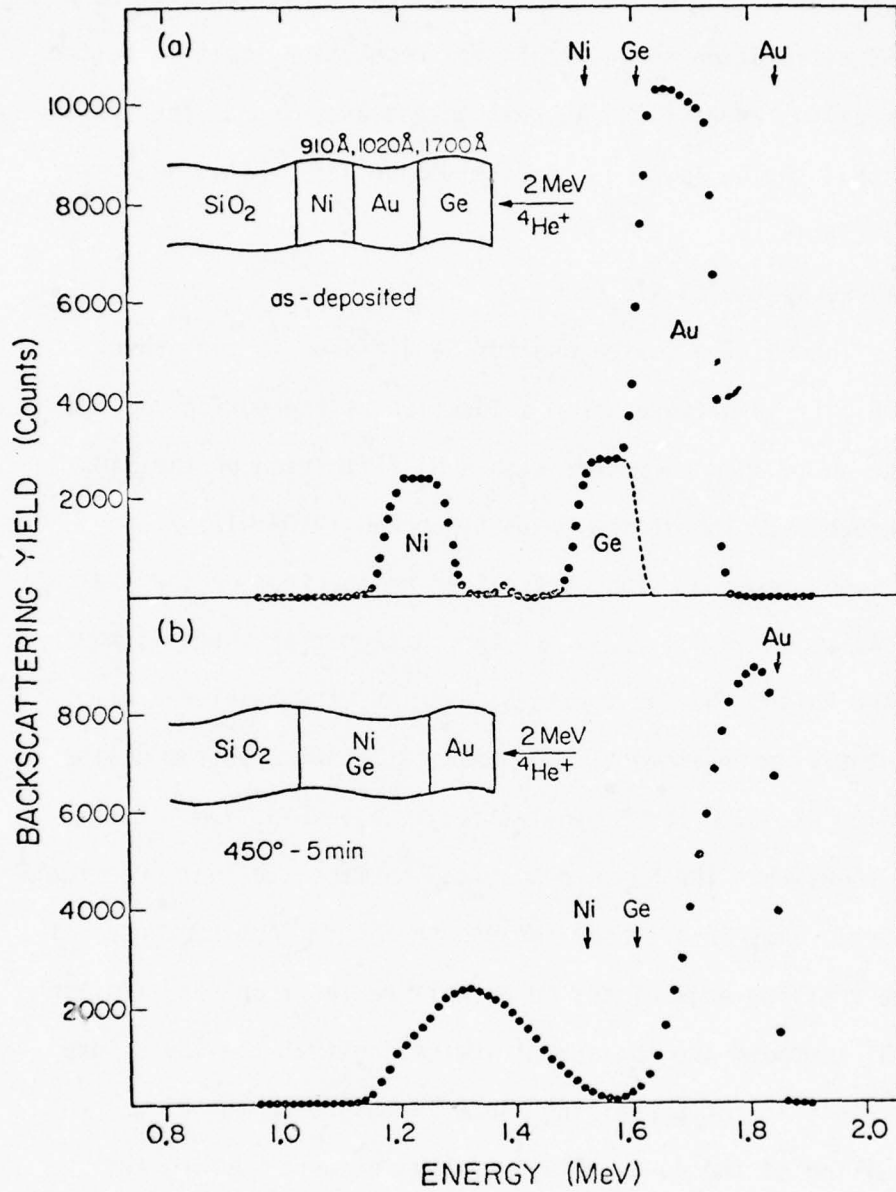 (a)
Ni Ge Au
10000
8000
6000
4000
2000
910Å, 1020Å, 1700Å
SiO2 Ni Au Ge
2 MeV
4He+
as-deposited
Au
Ni
Ge
BACKSCATTERING YIELD (Counts)
(b)
Au
8000
6000
4000
2000
SiO2
Ni
Ge
Au
2 MeV
4He+
450° - 5 min
Ni Ge
0.8 1.0 1.2 1.4 1.6 1.8 2.0
ENERGY (MeV)